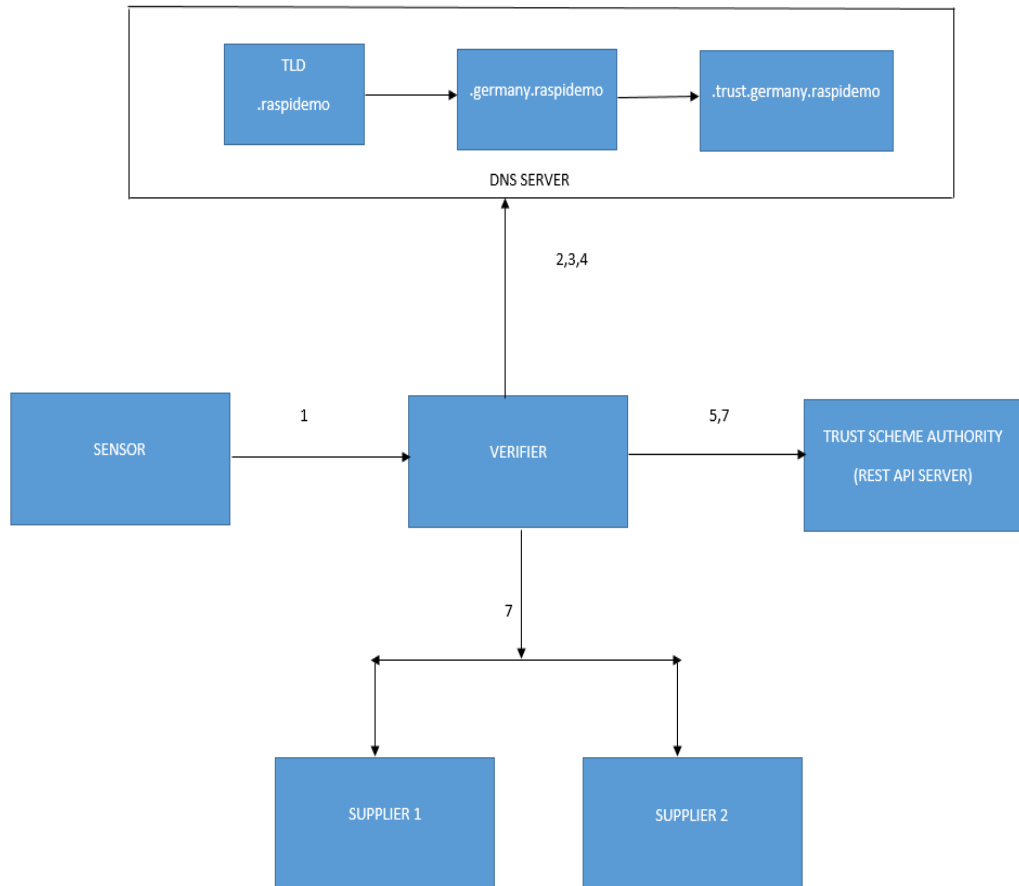 TLD
.raspidemo
.germany.raspidemo
.trust.germany.raspidemo
DNS SERVER
2,3,4
SENSOR
1
VERIFIER
5,7
TRUST SCHEME AUTHORITY
(REST API SERVER)
7
SUPPLIER 1
SUPPLIER 2